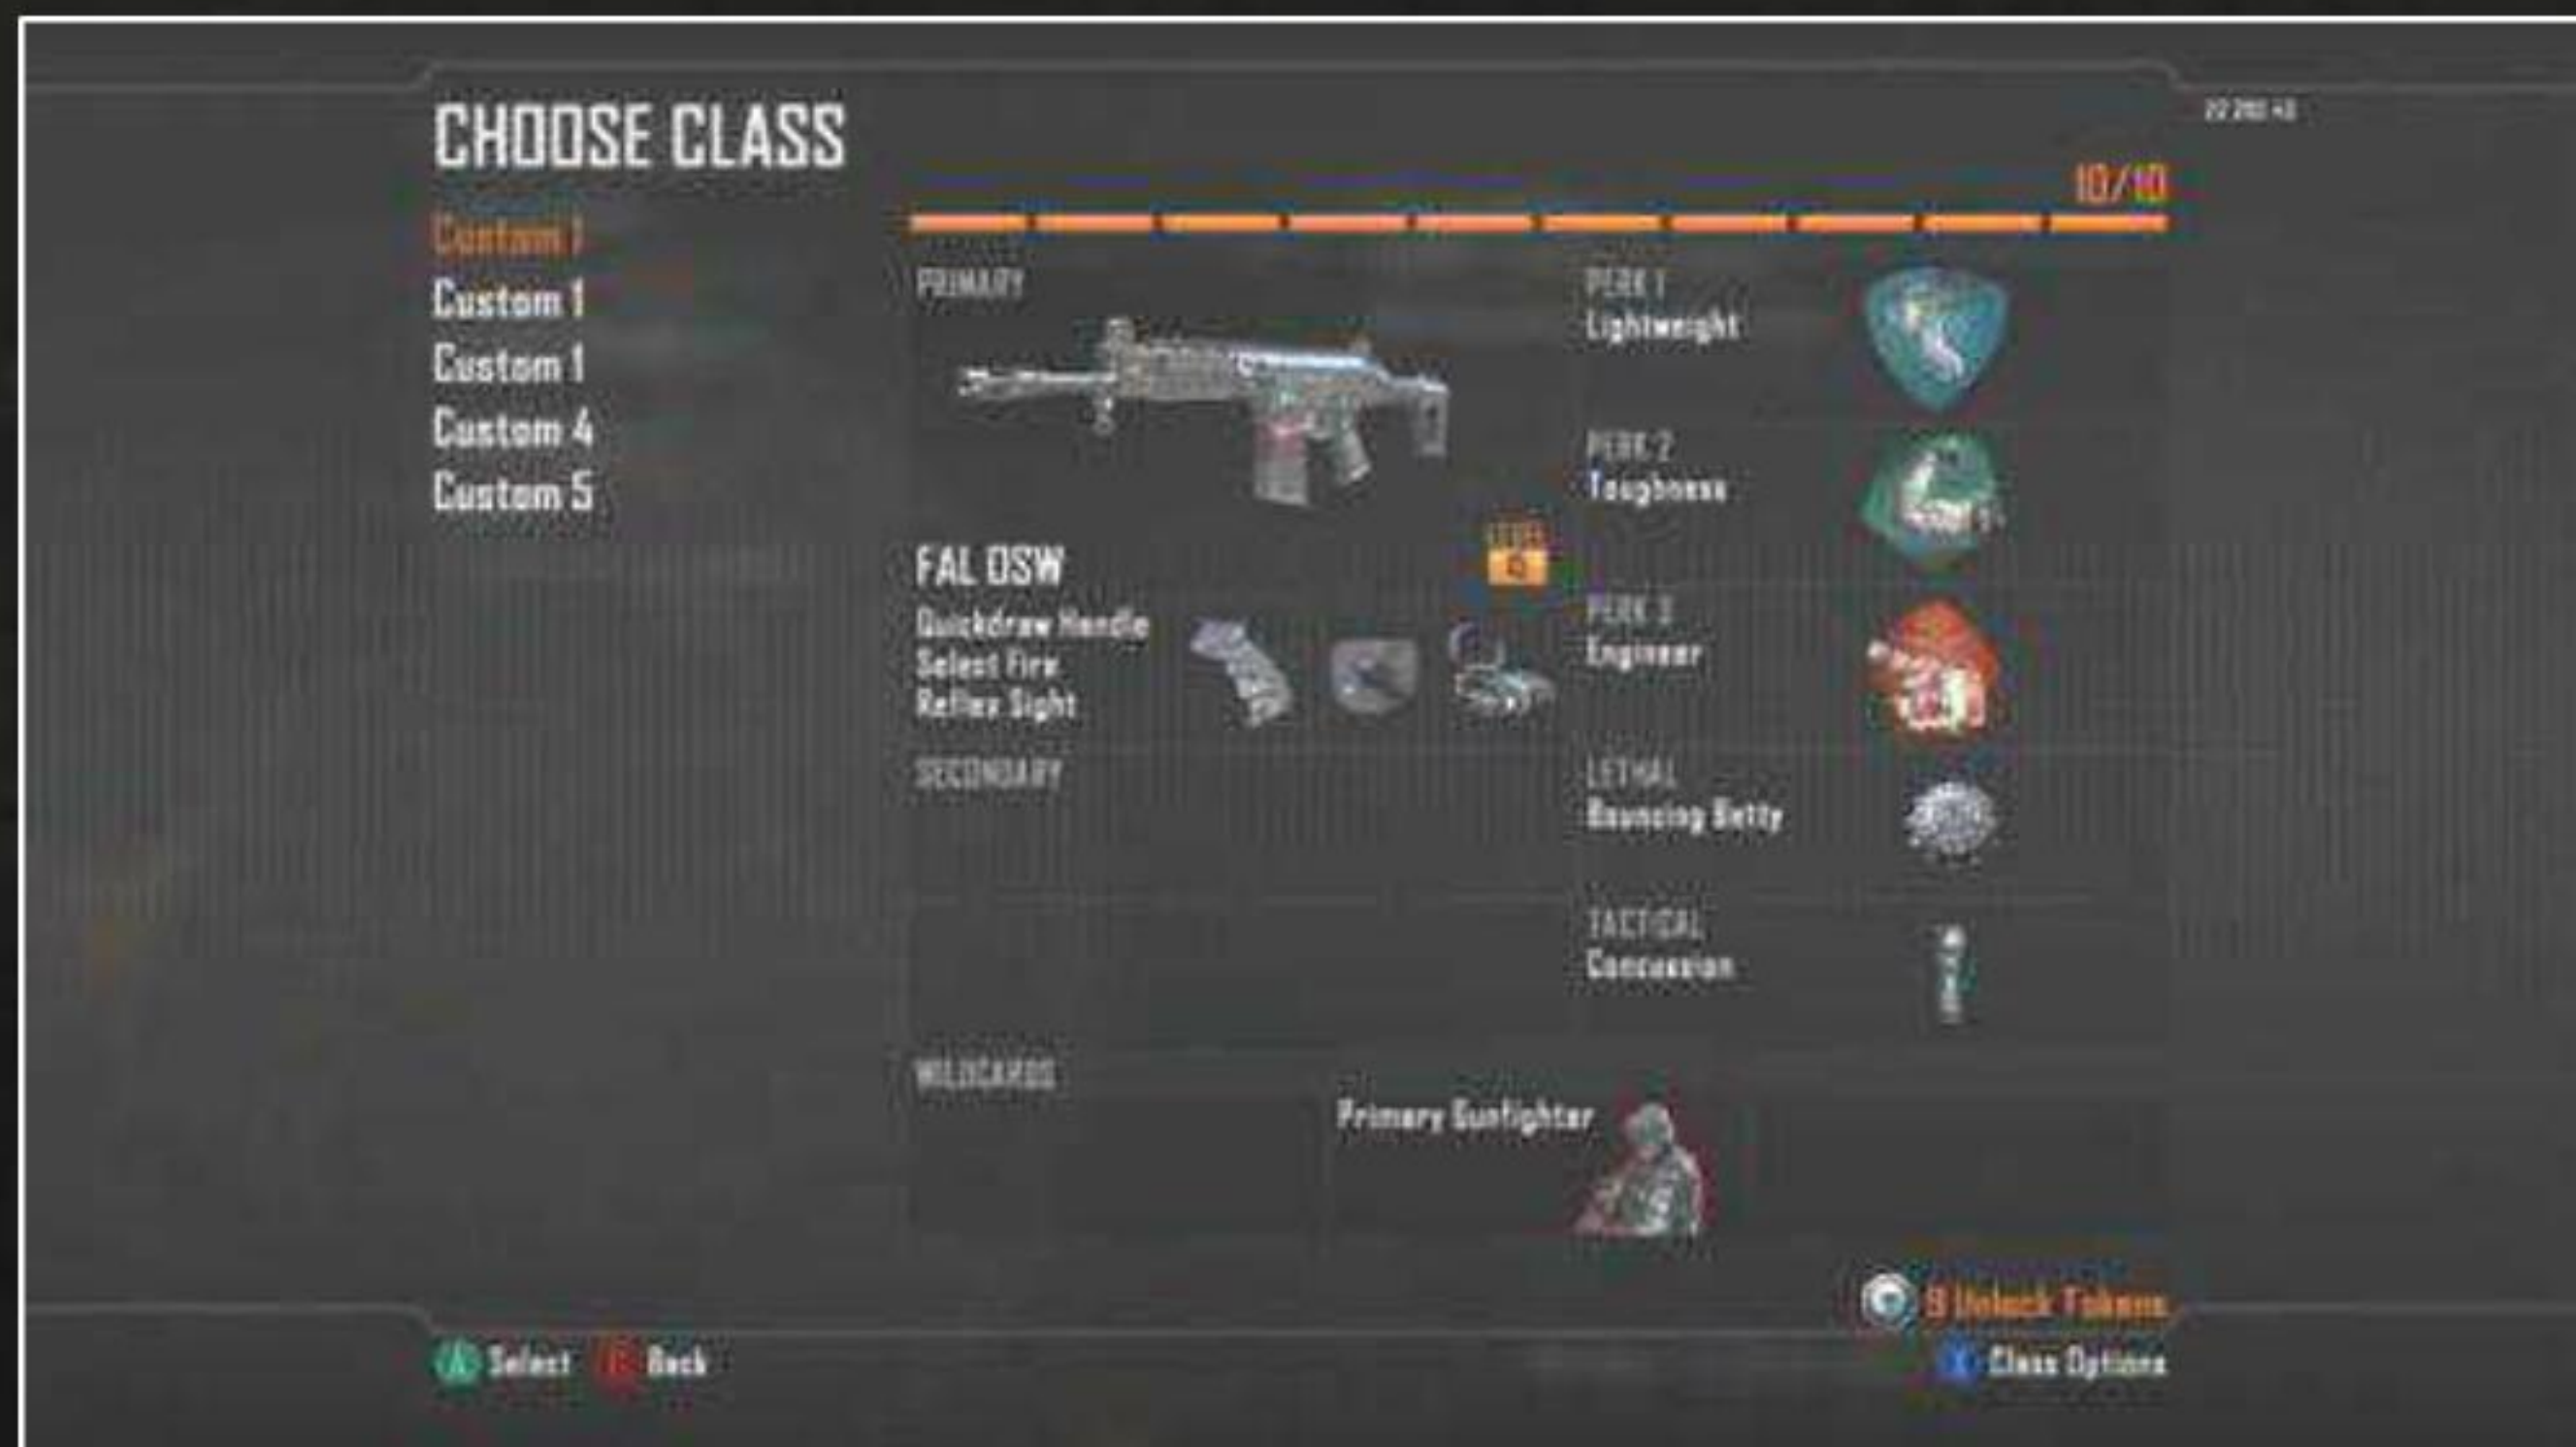 CHOOSE CLASS
Custom 1
Custom 1
Custom 1
Custom 4
Custom 5
10/10
PRIMARY
FAL OSW
Quickdraw Handle
Select Fire
Reflex Sight
SECONDARY
PERK 1
Lightweight
PERK 2
Toughness
PERK 3
Engineer
LETHAL
Bouncing Betty
TACTICAL
Concussion
WILDCARDS
Primary Gunfighter
Unlock Tokens
A Select
Back
X Class Options